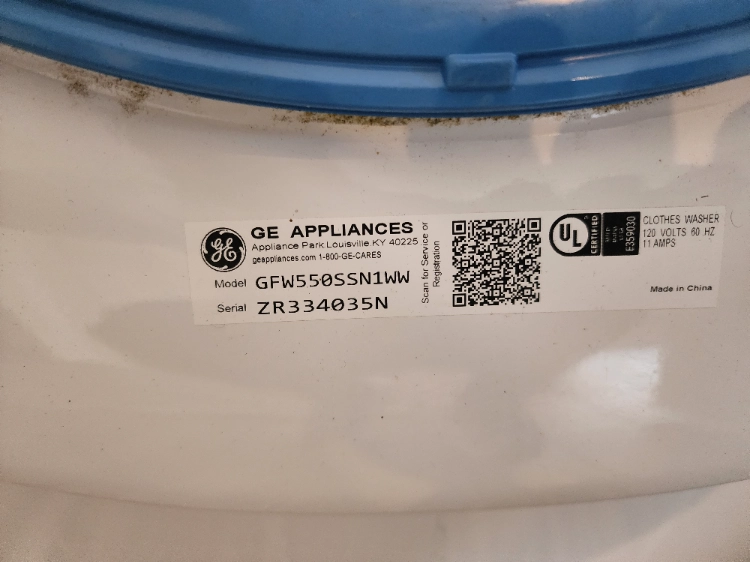 GE APPLIANCES
Appliance Park Louisville, KY 40225
geappliances.com 1-800-GE-CARES
Model GFW550SSN1WW
Serial ZR334035N
Scan for Service or
Registration
UL
CERTIFIED
E359030
CLOTHES WASHER
120 VOLTS 60 HZ
11 AMPS
Made in China